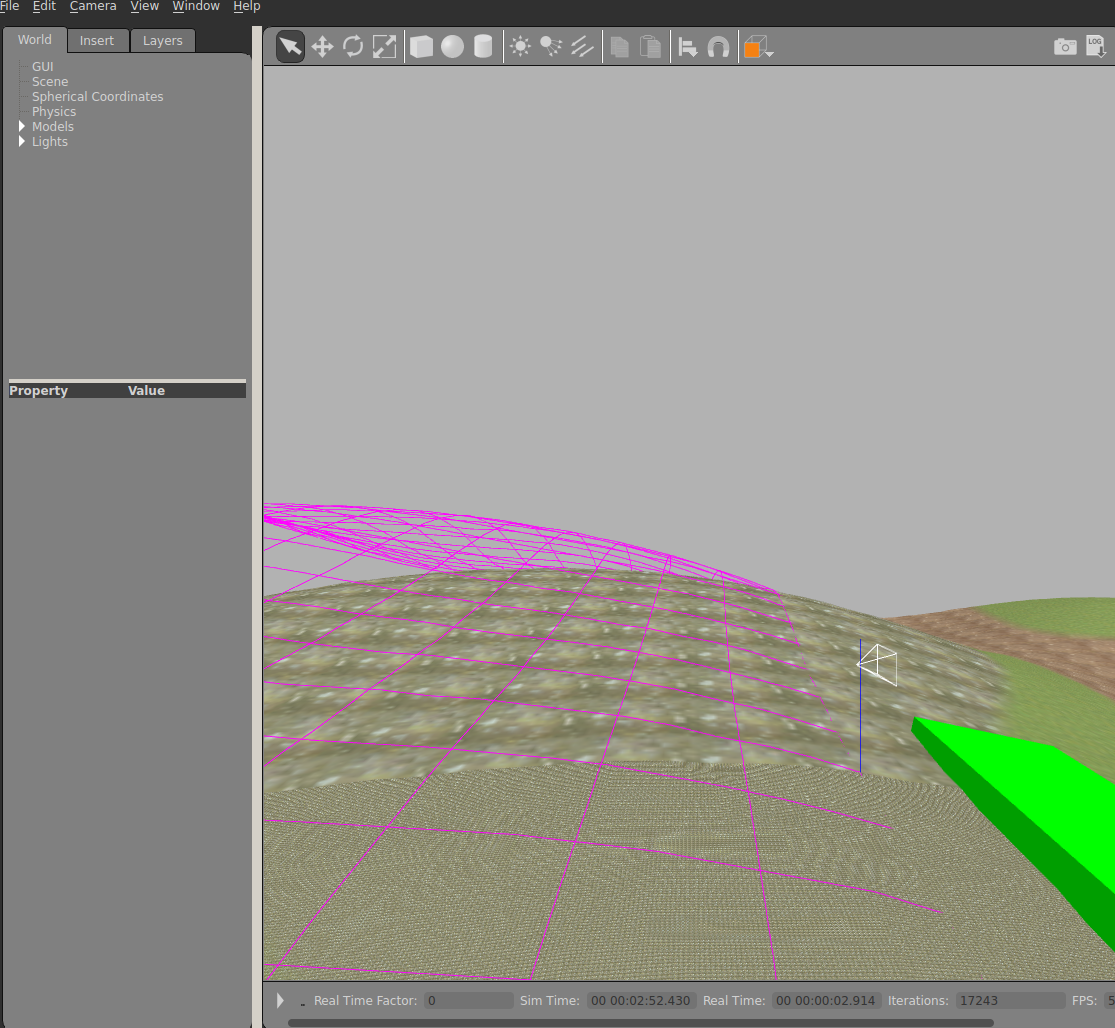 File Edit Camera View Window Help
World Insert Layers
LOG
GUI
Scene
Spherical Coordinates
Physics
Models
Lights
Property Value
Real Time Factor: 0 Sim Time: 00 00:02:52.430 Real Time: 00 00:00:02.914 Iterations: 17243 FPS: 5